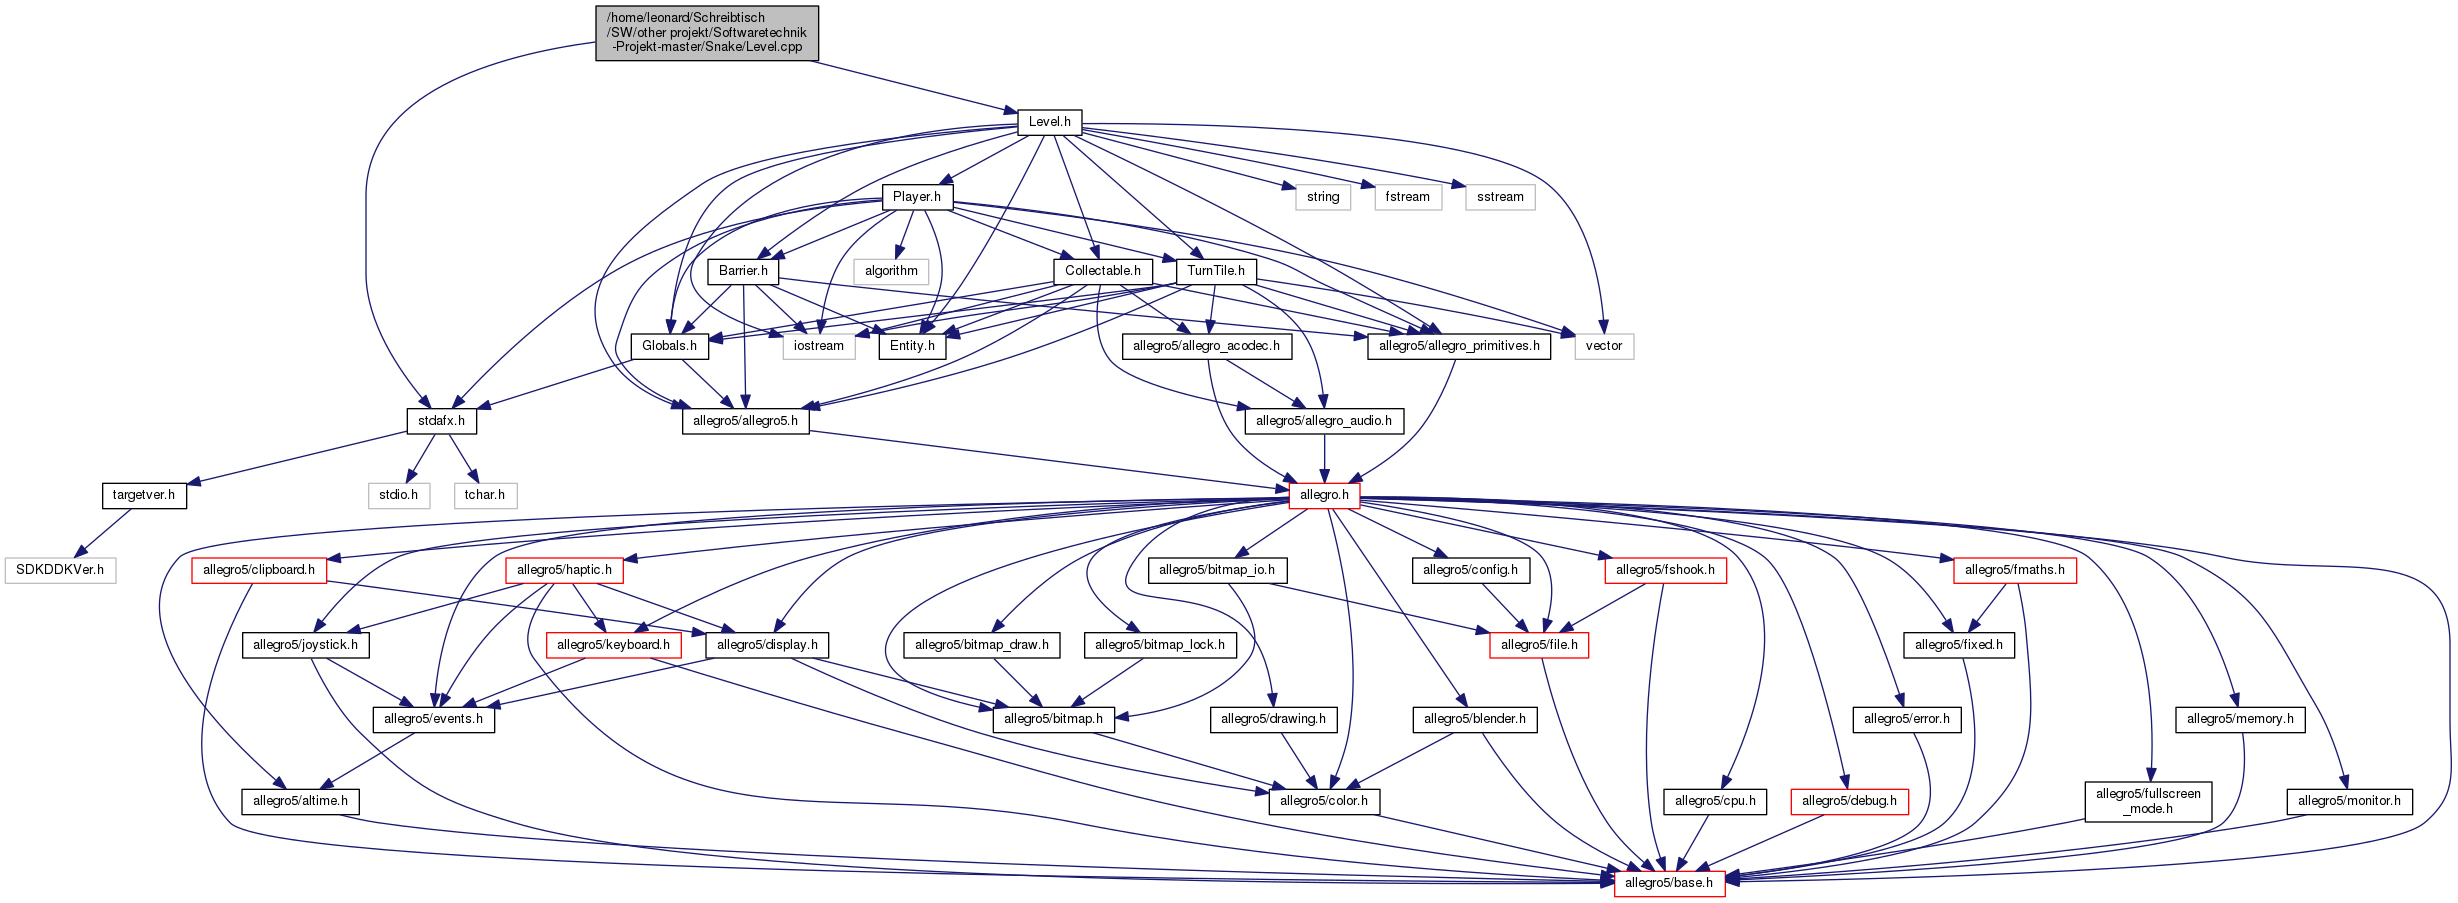 /home/leonard/Schreibtisch
/SW/other projekt/Softwaretechnik
-Projekt-master/Snake/Level.cpp
Level.h
Player.h
string
fstream
sstream
Barrier.h
algorithm
Collectable.h
TurnTile.h
Globals.h
iostream
Entity.h
allegro5/allegro_acodec.h
allegro5/allegro_primitives.h
vector
stdafx.h
allegro5/allegro5.h
allegro5/allegro_audio.h
targetver.h
stdio.h
tchar.h
allegro.h
SDKDDKVer.h
allegro5/clipboard.h
allegro5/haptic.h
allegro5/bitmap_io.h
allegro5/config.h
allegro5/fshook.h
allegro5/fmaths.h
allegro5/joystick.h
allegro5/keyboard.h
allegro5/display.h
allegro5/bitmap_draw.h
allegro5/bitmap_lock.h
allegro5/file.h
allegro5/fixed.h
allegro5/events.h
allegro5/bitmap.h
allegro5/drawing.h
allegro5/blender.h
allegro5/error.h
allegro5/memory.h
allegro5/altime.h
allegro5/color.h
allegro5/cpu.h
allegro5/debug.h
allegro5/fullscreen
_mode.h
allegro5/monitor.h
allegro5/base.h